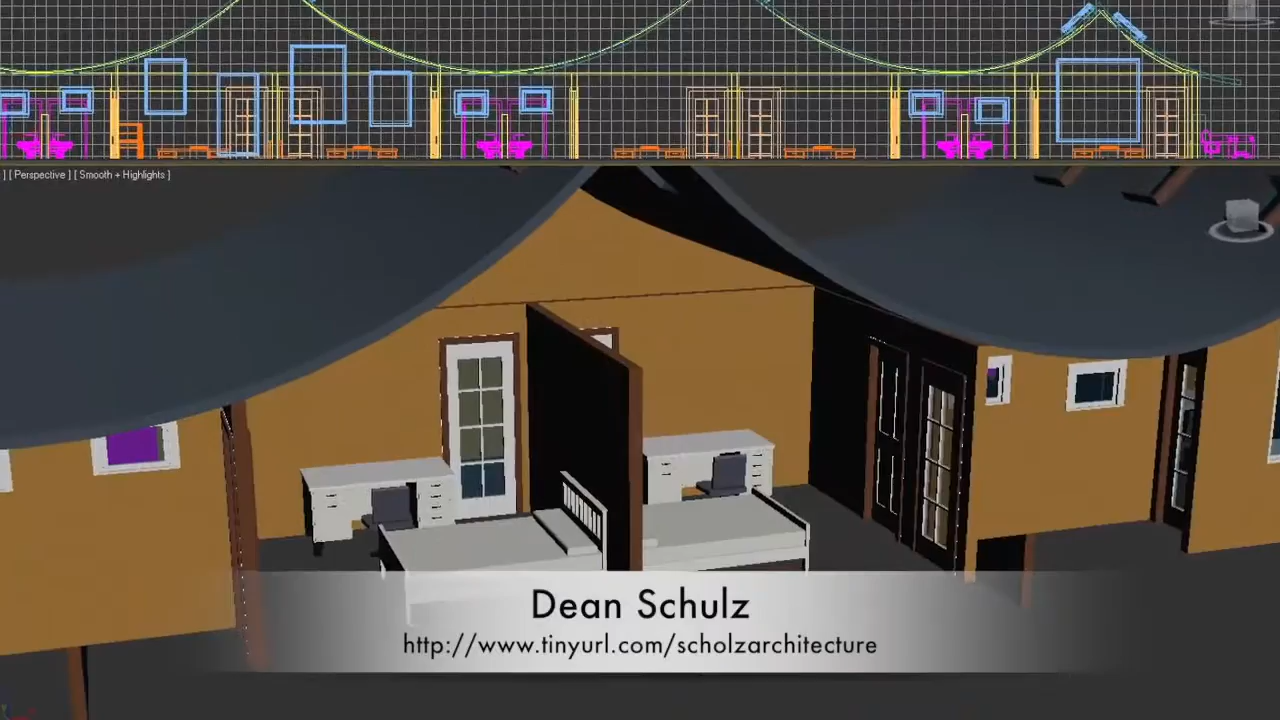 ] [ Perspective ] [ Smooth + Highlights ]
Dean Schulz
http://www.tinyurl.com/scholzarchitecture